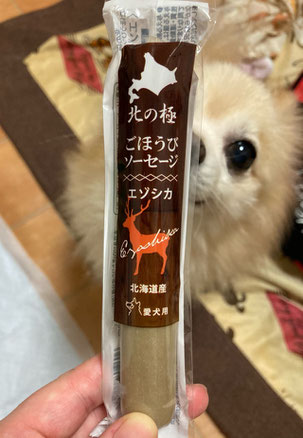 北の極
ごほうび
ソーセージ
エゾシカ
Ezoshika
北海道産
愛犬用